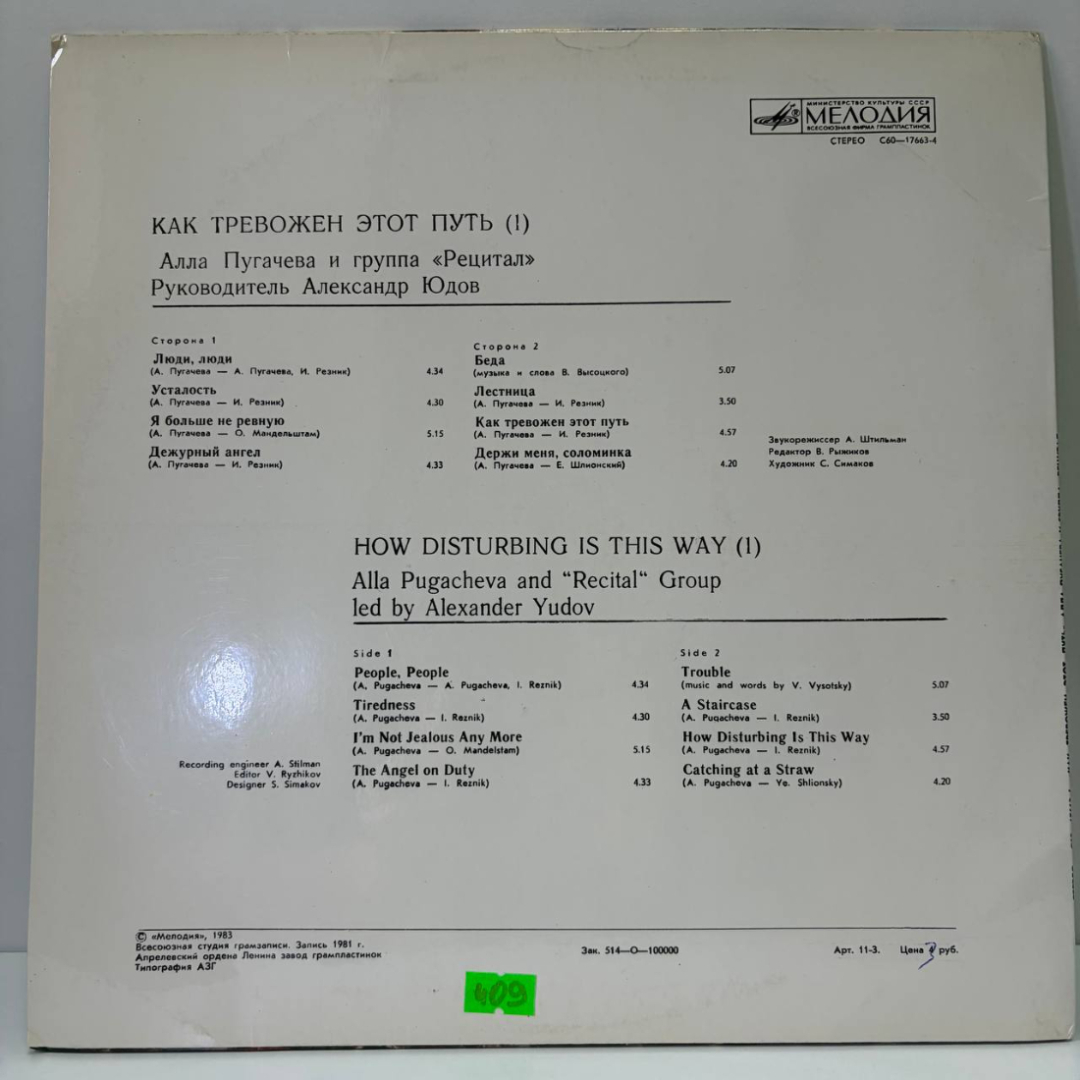 МИНИСТЕРСТВО КУЛЬТУРЫ СССР
МЕЛОДИЯ
ВСЕСОЮЗНАЯ ФИРМА ГРАМПЛАСТИНОК
СТЕРЕО С60—17663-4
КАК ТРЕВОЖЕН ЭТОТ ПУТЬ (1)
Алла Пугачева и группа «Рецитал»
Руководитель Александр Юдов
Сторона 1
Люди, люди
(А. Пугачева — А. Пугачева, И. Резник) 4.34
Усталость
(А. Пугачева — И. Резник) 4.30
Я больше не ревную
(А. Пугачева — О. Мандельштам) 5.15
Дежурный ангел
(А. Пугачева — И. Резник) 4.33
Сторона 2
Беда
(музыка и слова В. Высоцкого) 5.07
Лестница
(А. Пугачева — И. Резник) 3.50
Как тревожен этот путь
(А. Пугачева — И. Резник) 4.57
Держи меня, соломинка
(А. Пугачева — Е. Шлионский) 4.20
Звукорежиссер А. Штильман
Редактор В. Рыжиков
Художник С. Симаков
HOW DISTURBING IS THIS WAY (1)
Alla Pugacheva and “Recital“ Group
led by Alexander Yudov
Side 1
People, People
(A. Pugacheva — A. Pugacheva, I. Reznik) 4.34
Tiredness
(A. Pugacheva — I. Reznik) 4.30
I'm Not Jealous Any More
(A. Pugacheva — O. Mandelstam) 5.15
The Angel on Duty
(A. Pugacheva — I. Reznik) 4.33
Side 2
Trouble
(music and words by V. Vysotsky) 5.07
A Staircase
(A. Pugacheva — I. Reznik) 3.50
How Disturbing Is This Way
(A. Pugacheva — I. Reznik) 4.57
Catching at a Straw
(A. Pugacheva — Ye. Shlionsky) 4.20
Recording engineer A. Stilman
Editor V. Ryzhikov
Designer S. Simakov
© «Мелодия», 1983
Всесоюзная студия грамзаписи. Запись 1981 г.
Апрелевский ордена Ленина завод грампластинок
Типография АЗГ
Зак. 514—О—100000
Арт. 11-3. Цена руб.
409